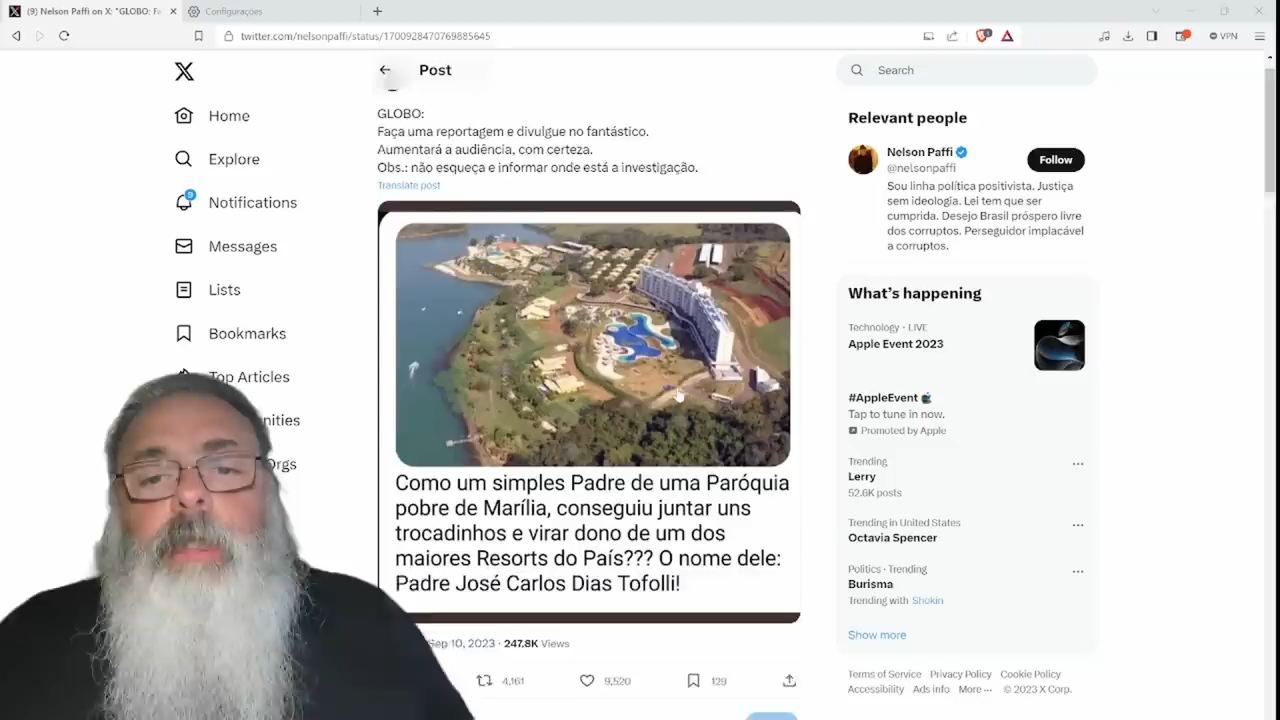 (9) Nelson Paffi on X: "GLOBO: Fa
Configurações
twitter.com/nelsonpaffi/status/1700928470769885645
VPN
Post
Search
Home
Explore
9
Notifications
Messages
Lists
Bookmarks
Top Articles
Orgs
GLOBO:
Faça uma reportagem e divulgue no fantástico.
Aumentará a audiência, com certeza.
Obs.: não esqueça e informar onde está a investigação.
Translate post
Como um simples Padre de uma Paróquia
pobre de Marília, conseguiu juntar uns
trocadinhos e virar dono de um dos
maiores Resorts do País??? O nome dele:
Padre José Carlos Dias Tofolli!
Sep 10, 2023 · 247.8K Views
4,161
9,520
129
Relevant people
Nelson Paffi
@nelsonpaffi
Follow
Sou linha política positivista. Justiça
sem ideologia. Lei tem que ser
cumprida. Desejo Brasil próspero livre
dos corruptos. Perseguidor implacável
a corruptos.
What's happening
Technology · LIVE
Apple Event 2023
#AppleEvent
Tap to tune in now.
Promoted by Apple
Trending
Lerry
52.6K posts
Trending in United States
Octavia Spencer
Politics · Trending
Burisma
Trending with Shokin
Show more
Terms of Service Privacy Policy Cookie Policy
Accessibility Ads info More ··· © 2023 X Corp.